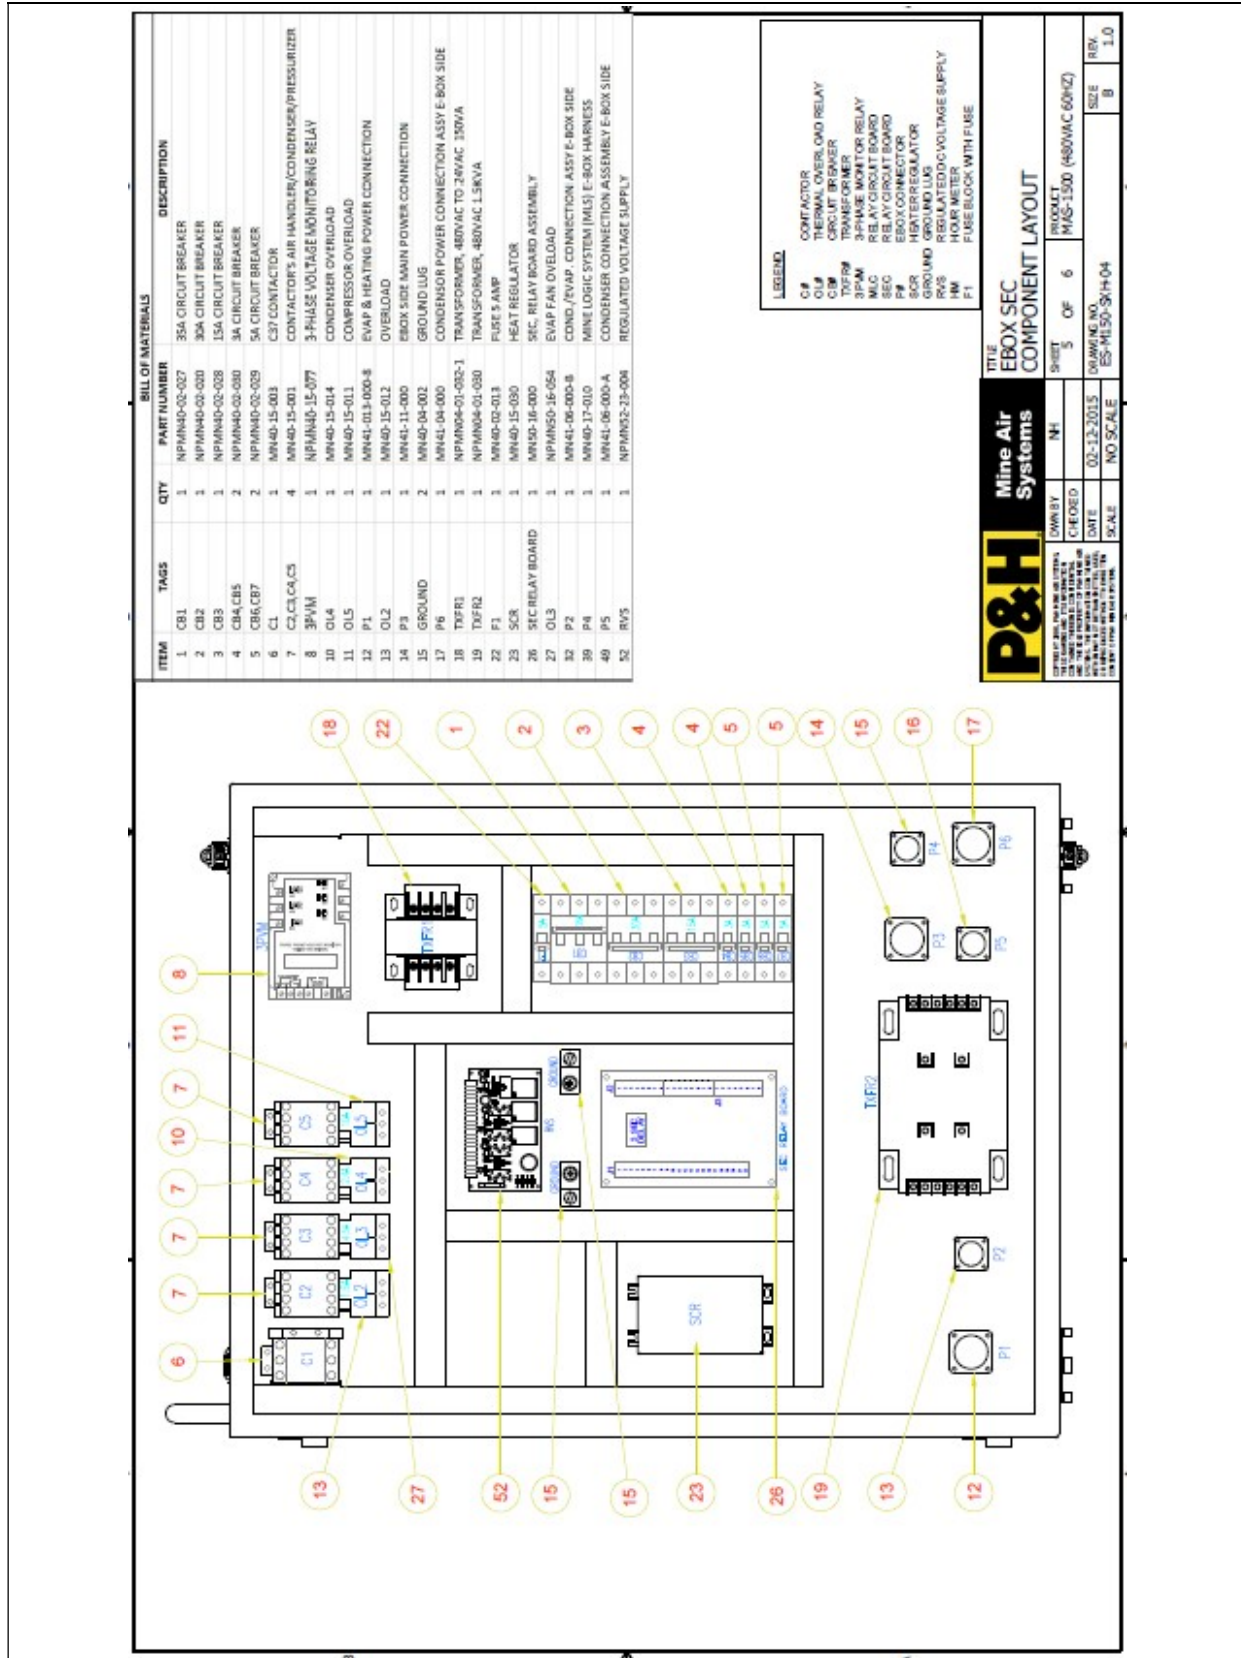 BILL OF MATERIALS
ITEM TAGS QTY PART NUMBER DESCRIPTION
1 CB1 1 NPMN40-02-027 35A CIRCUIT BREAKER
2 CB2 1 NPMN40-02-020 30A CIRCUIT BREAKER
3 CB3 1 NPMN40-02-028 15A CIRCUIT BREAKER
4 CB4,CB5 2 NPMN40-02-030 3A CIRCUIT BREAKER
5 CB6,CB7 2 NPMN40-02-029 5A CIRCUIT BREAKER
6 C1 1 MN40-15-003 C37 CONTACTOR
7 C2,C3,C4,C5 4 MN40-15-001 CONTACTOR'S AIR HANDLER/CONDENSER/PRESSURIZER
8 3PVM 1 NPMN40-15-077 3-PHASE VOLTAGE MONITORING RELAY
10 OL4 1 MN40-15-014 CONDENSER OVERLOAD
11 OL5 1 MN40-15-011 COMPRESSOR OVERLOAD
12 P1 1 MN41-013-000-8 EVAP & HEATING POWER CONNECTION
13 OL2 1 MN40-15-012 OVERLOAD
14 P3 1 MN41-11-000 EBOX SIDE MAIN POWER CONNECTION
15 GROUND 2 MN40-04-002 GROUND LUG
17 P6 1 MN41-04-000 CONDENSOR POWER CONNECTION ASSY E-BOX SIDE
18 TXFR1 1 NPMN04-01-032-1 TRANSFORMER, 480VAC TO 24VAC 150VA
19 TXFR2 1 NPMN04-01-030 TRANSFORMER, 480VAC 1.5KVA
22 F1 1 MN40-02-013 FUSE 5 AMP
23 SCR 1 MN40-15-030 HEAT REGULATOR
26 SEC RELAY BOARD 1 MN50-16-000 SEC, RELAY BOARD ASSEMBILY
27 OL3 1 NPMN50-16-054 EVAP FAN OVELOAD
32 P2 1 MN41-06-000-B COND./EVAP. CONNECTION ASSY E-BOX SIDE
39 P4 1 MN40-17-010 MINE LOGIC SYSTEM (MLS) E-BOX HARNESS
49 P5 1 MN41-06-000-A CONDENSER CONNECTION ASSEMBLY E-BOX SIDE
52 RVS 1 NPMN52-23-004 REGULATED VOLTAGE SUPPLY
LEGEND
C# CONTACTOR
OL# THERMAL OVERLOAD RELAY
CB# CIRCUIT BREAKER
TXFR# TRANSFORMER
3PVM 3-PHASE MONITOR RELAY
MLC RELAY CIRCUIT BOARD
SEC RELAY CIRCUIT BOARD
P# EBOX CONNECTOR
SCR HEATER REGULATOR
GROUND GROUND LUG
RVS REGULATED DC VOLTAGE SUPPLY
HM HOUR METER
F1 FUSE BLOCK WITH FUSE
P&H
Mine Air
Systems
DWN BY NH
CHECKED
DATE 02-12-2015
SCALE NO SCALE
TITLE
EBOX SEC
COMPONENT LAYOUT
SHEET 5 OF 6
PRODUCT
MAS-1500 (480VAC 60HZ)
DRAWING NO.
ES-M150-SKH-04
SIZE B
REV. 1.0
6 7 7 7 10 7 11 8
C1 C2 C3 C4 C5 3PVM
OL2 OL3 OL4 OL5 TXFR1
18 22 1 2 3 4 4 5 5 14 15 16 17
RVS
GROUND GROUND
SEC RELAY BOARD
J1 J2 J3
SCR
TXFR2
P1 P2 P3 P4 P5 P6
13 27 52 15 15 23 26 19 13 12